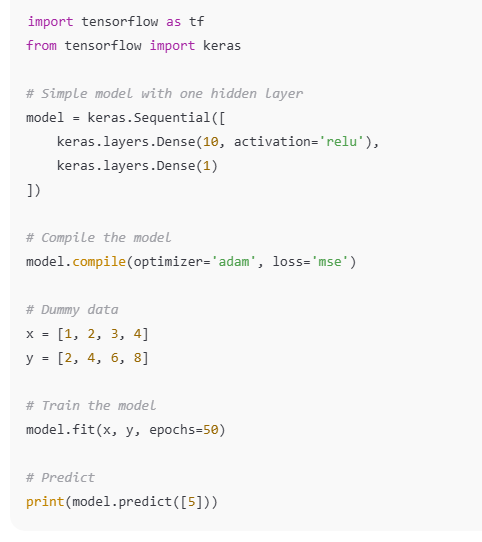 import tensorflow as tf
from tensorflow import keras
# Simple model with one hidden layer
model = keras.Sequential([
    keras.layers.Dense(10, activation='relu'),
    keras.layers.Dense(1)
])
# Compile the model
model.compile(optimizer='adam', loss='mse')
# Dummy data
x = [1, 2, 3, 4]
y = [2, 4, 6, 8]
# Train the model
model.fit(x, y, epochs=50)
# Predict
print(model.predict([5]))